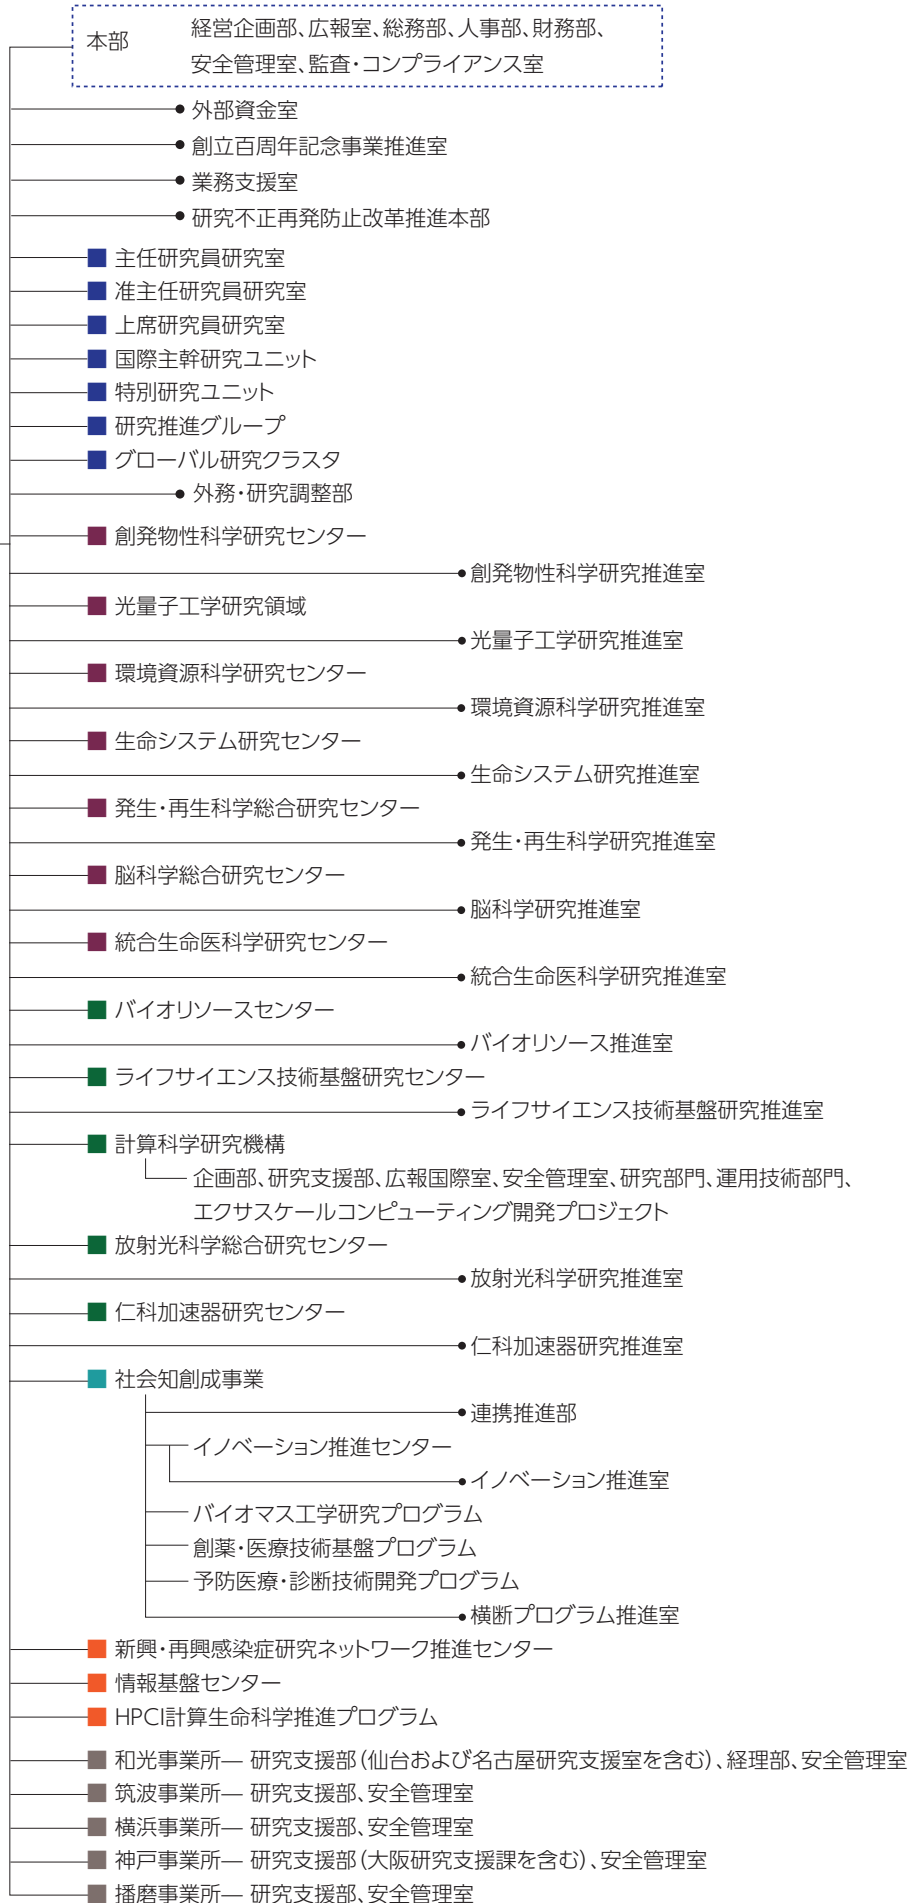 本部
経営企画部、広報室、総務部、人事部、財務部、
安全管理室、監査・コンプライアンス室
外部資金室
創立百周年記念事業推進室
業務支援室
研究不正再発防止改革推進本部
主任研究員研究室
准主任研究員研究室
上席研究員研究室
国際主幹研究ユニット
特別研究ユニット
研究推進グループ
グローバル研究クラスタ
外務・研究調整部
創発物性科学研究センター
創発物性科学研究推進室
光量子工学研究領域
光量子工学研究推進室
環境資源科学研究センター
環境資源科学研究推進室
生命システム研究センター
生命システム研究推進室
発生・再生科学総合研究センター
発生・再生科学研究推進室
脳科学総合研究センター
脳科学研究推進室
統合生命医科学研究センター
統合生命医科学研究推進室
バイオリソースセンター
バイオリソース推進室
ライフサイエンス技術基盤研究センター
ライフサイエンス技術基盤研究推進室
計算科学研究機構
企画部、研究支援部、広報国際室、安全管理室、研究部門、運用技術部門、
エクサスケールコンピューティング開発プロジェクト
放射光科学総合研究センター
放射光科学研究推進室
仁科加速器研究センター
仁科加速器研究推進室
社会知創成事業
連携推進部
イノベーション推進センター
イノベーション推進室
バイオマス工学研究プログラム
創薬・医療技術基盤プログラム
予防医療・診断技術開発プログラム
横断プログラム推進室
新興・再興感染症研究ネットワーク推進センター
情報基盤センター
HPCI計算生命科学推進プログラム
和光事業所― 研究支援部(仙台および名古屋研究支援室を含む)、経理部、安全管理室
筑波事業所― 研究支援部、安全管理室
横浜事業所― 研究支援部、安全管理室
神戸事業所― 研究支援部(大阪研究支援課を含む)、安全管理室
播磨事業所― 研究支援部、安全管理室